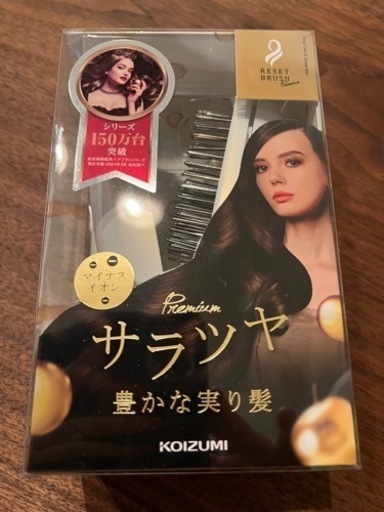 RESET
BRUSH
Premium
シリーズ
150万台
突破
マイナス
イオン
Premium
サラツヤ
豊かな実り髪
KOIZUMI